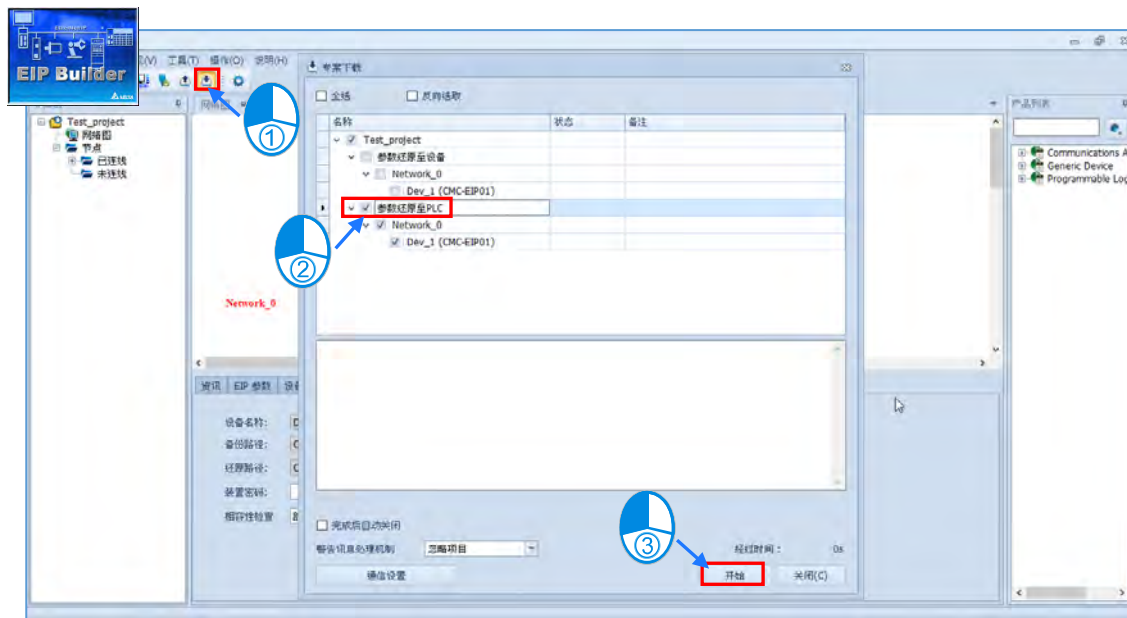 EIP Builder
工具(T) 操作(O) 说明(H)
专案下载
①
全选 反向选取
名称 状态 备注
Test_project
参数还原至设备
Network_0
Dev_1 (CMC-EIP01)
参数还原至PLC
Network_0
Dev_1 (CMC-EIP01)
②
完成后自动关闭
警告讯息处理机制 忽略项目
经过时间： 0s
通信设置 开始 关闭(C)
③
Test_project
网络图
节点
已连线
未连线
网络图
Network_0
资讯 EIP 参数
设备名称:
备份路径:
还原路径:
装置密码:
相容性检查
产品列表
Communications A
Generic Device
Programmable Log